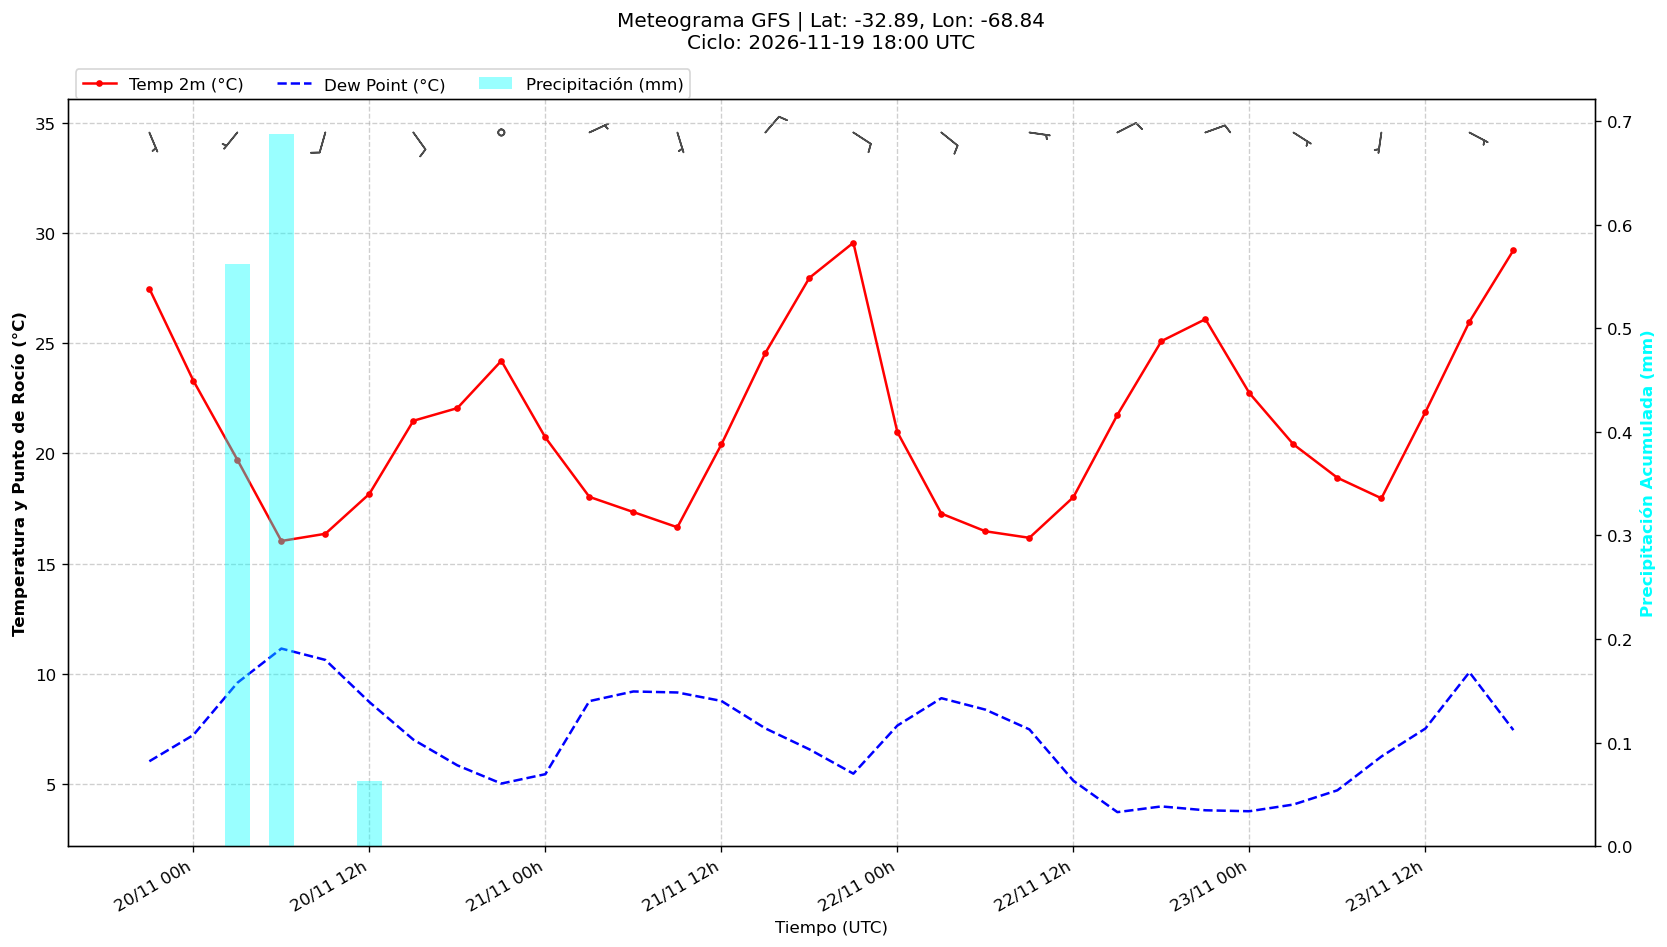 Meteograma GFS | Lat: -32.89, Lon: -68.84
Ciclo: 2026-11-19 18:00 UTC
Temp 2m (°C)
Dew Point (°C)
Precipitación (mm)
Temperatura y Punto de Rocío (°C)
35
30
25
20
15
10
5
0.7
0.6
0.5
0.4
0.3
0.2
0.1
0.0
Precipitación Acumulada (mm)
20/11 00h
20/11 12h
21/11 00h
21/11 12h
22/11 00h
22/11 12h
23/11 00h
23/11 12h
Tiempo (UTC)